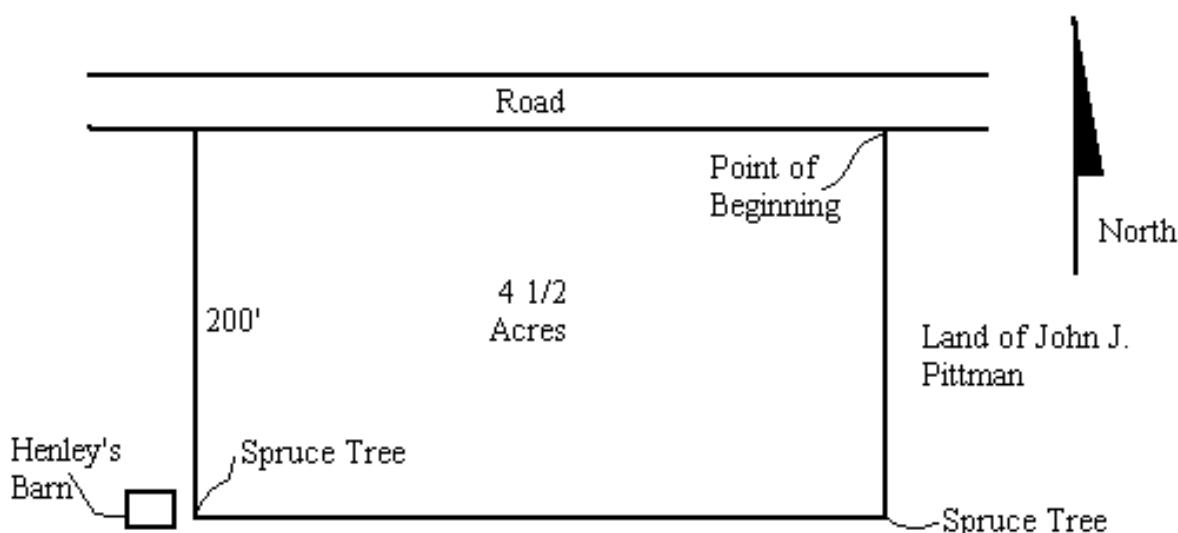 Road
Point of
Beginning
North
4 1/2
Acres
200'
Land of John J.
Pittman
Henley's
Barn
Spruce Tree
Spruce Tree